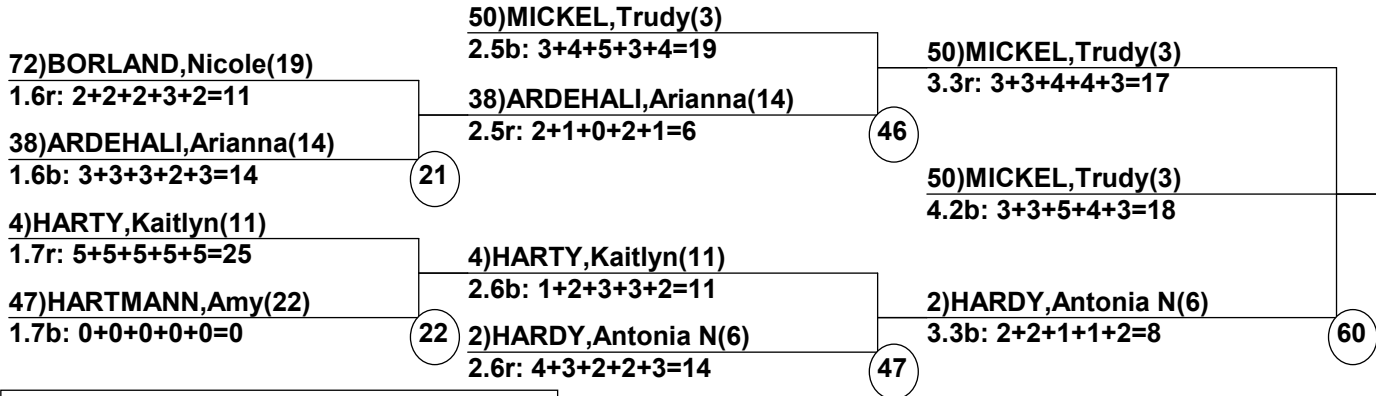 72)BORLAND,Nicole(19)
1.6r: 2+2+2+3+2=11
38)ARDEHALI,Arianna(14)
1.6b: 3+3+3+2+3=14
21
4)HARTY,Kaitlyn(11)
1.7r: 5+5+5+5+5=25
47)HARTMANN,Amy(22)
1.7b: 0+0+0+0+0=0
22
50)MICKEL,Trudy(3)
2.5b: 3+4+5+3+4=19
38)ARDEHALI,Arianna(14)
2.5r: 2+1+0+2+1=6
46
4)HARTY,Kaitlyn(11)
2.6b: 1+2+3+3+2=11
2)HARDY,Antonia N(6)
2.6r: 4+3+2+2+3=14
47
50)MICKEL,Trudy(3)
3.3r: 3+3+4+4+3=17
50)MICKEL,Trudy(3)
4.2b: 3+3+5+4+3=18
2)HARDY,Antonia N(6)
3.3b: 2+2+1+1+2=8
60